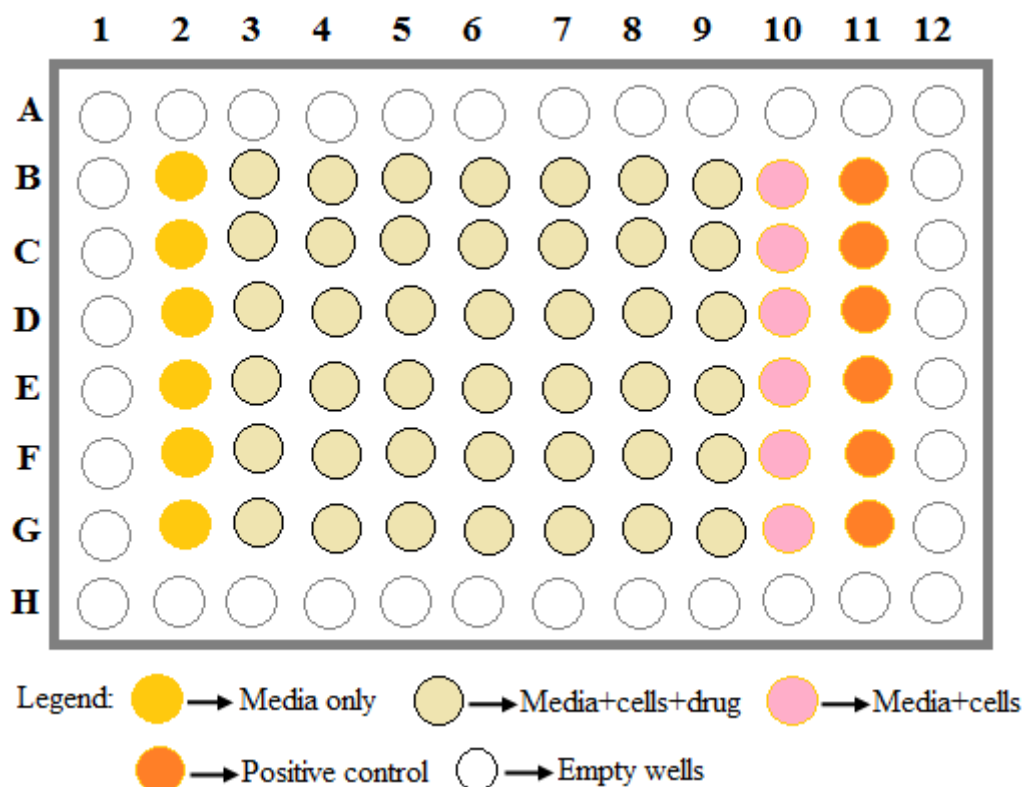 1 2 3 4 5 6 7 8 9 10 11 12
A
B
C
D
E
F
G
H
Legend: Media only Media+cells+drug Media+cells
Positive control Empty wells